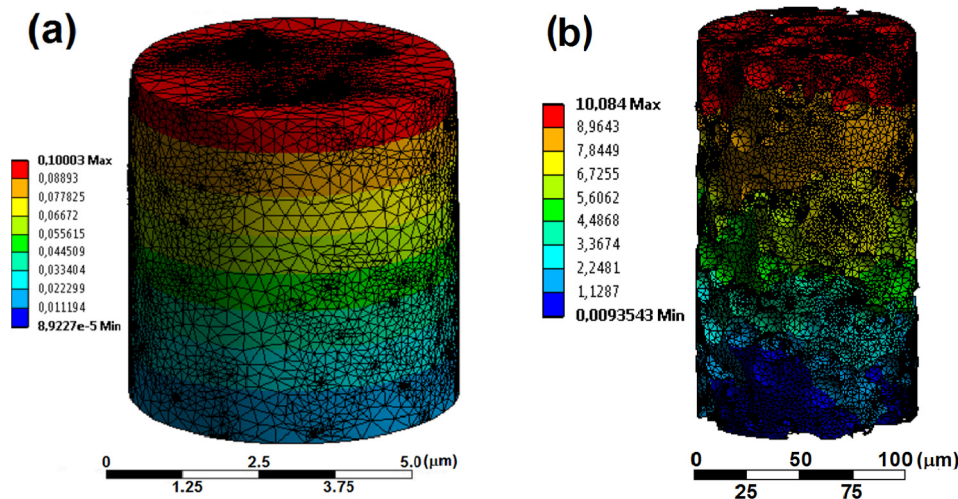 (a)
0,10003 Max
0,08893
0,077825
0,06672
0,055615
0,044509
0,033404
0,022299
0,011194
8,9227e-5 Min
0 2.5 5.0 (μm)
1.25 3.75
(b)
10,084 Max
8,9643
7,8449
6,7255
5,6062
4,4868
3,3674
2,2481
1,1287
0,0093543 Min
0 50 100 (μm)
25 75